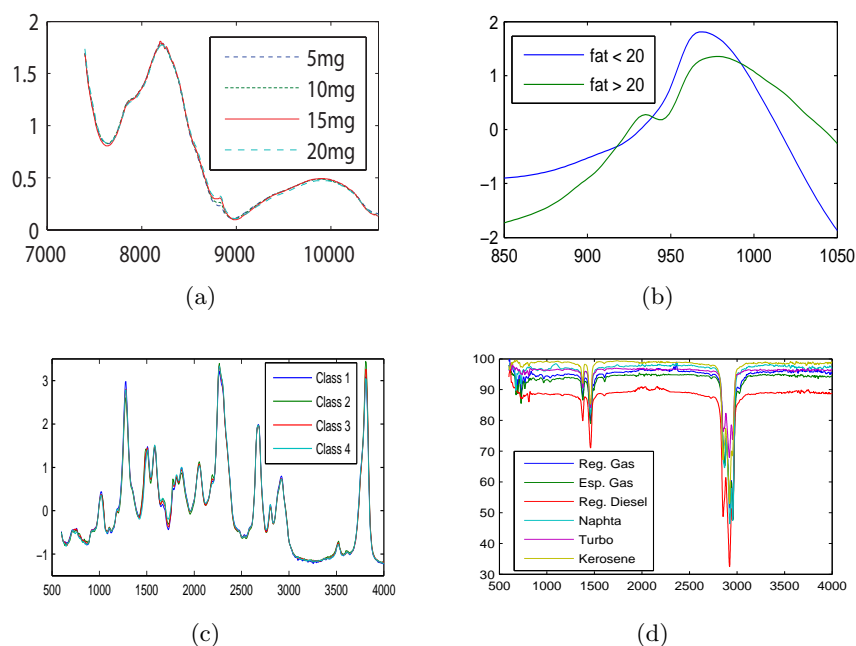 2
1.5
1
0.5
0
7000 8000 9000 10000
5mg
10mg
15mg
20mg
(a)
2
1
0
−1
−2
850 900 950 1000 1050
fat < 20
fat > 20
(b)
3
2
1
0
−1
500 1000 1500 2000 2500 3000 3500 4000
Class 1
Class 2
Class 3
Class 4
(c)
100
90
80
70
60
50
40
30
500 1000 1500 2000 2500 3000 3500 4000
Reg. Gas
Esp. Gas
Reg. Diesel
Naphta
Turbo
Kerosene
(d)